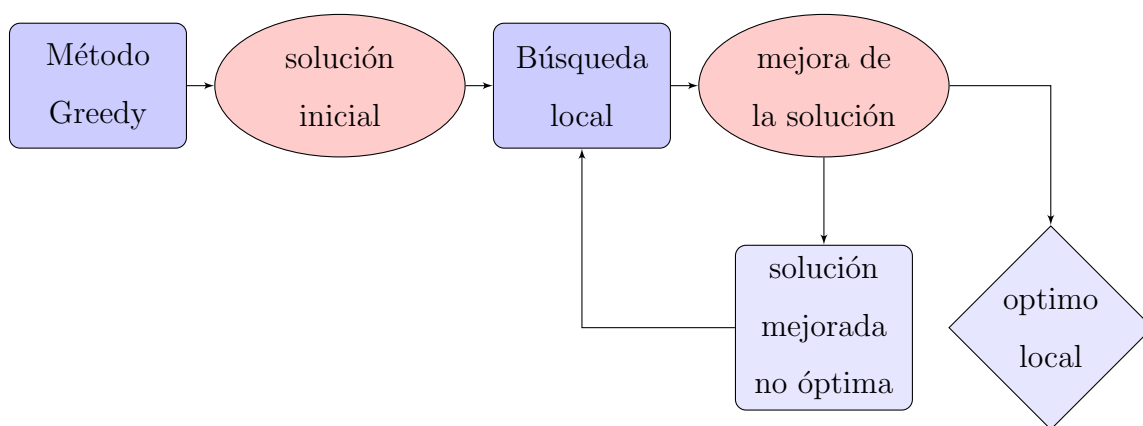 Método
Greedy
solución
inicial
Búsqueda
local
mejora de
la solución
solución
mejorada
no óptima
optimo
local